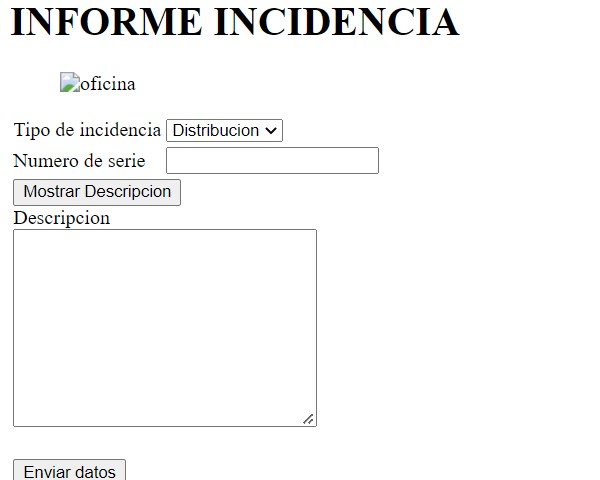 INFORME INCIDENCIA
oficina
Tipo de incidencia Distribucion
Numero de serie
Mostrar Descripcion
Descripcion
Enviar datos